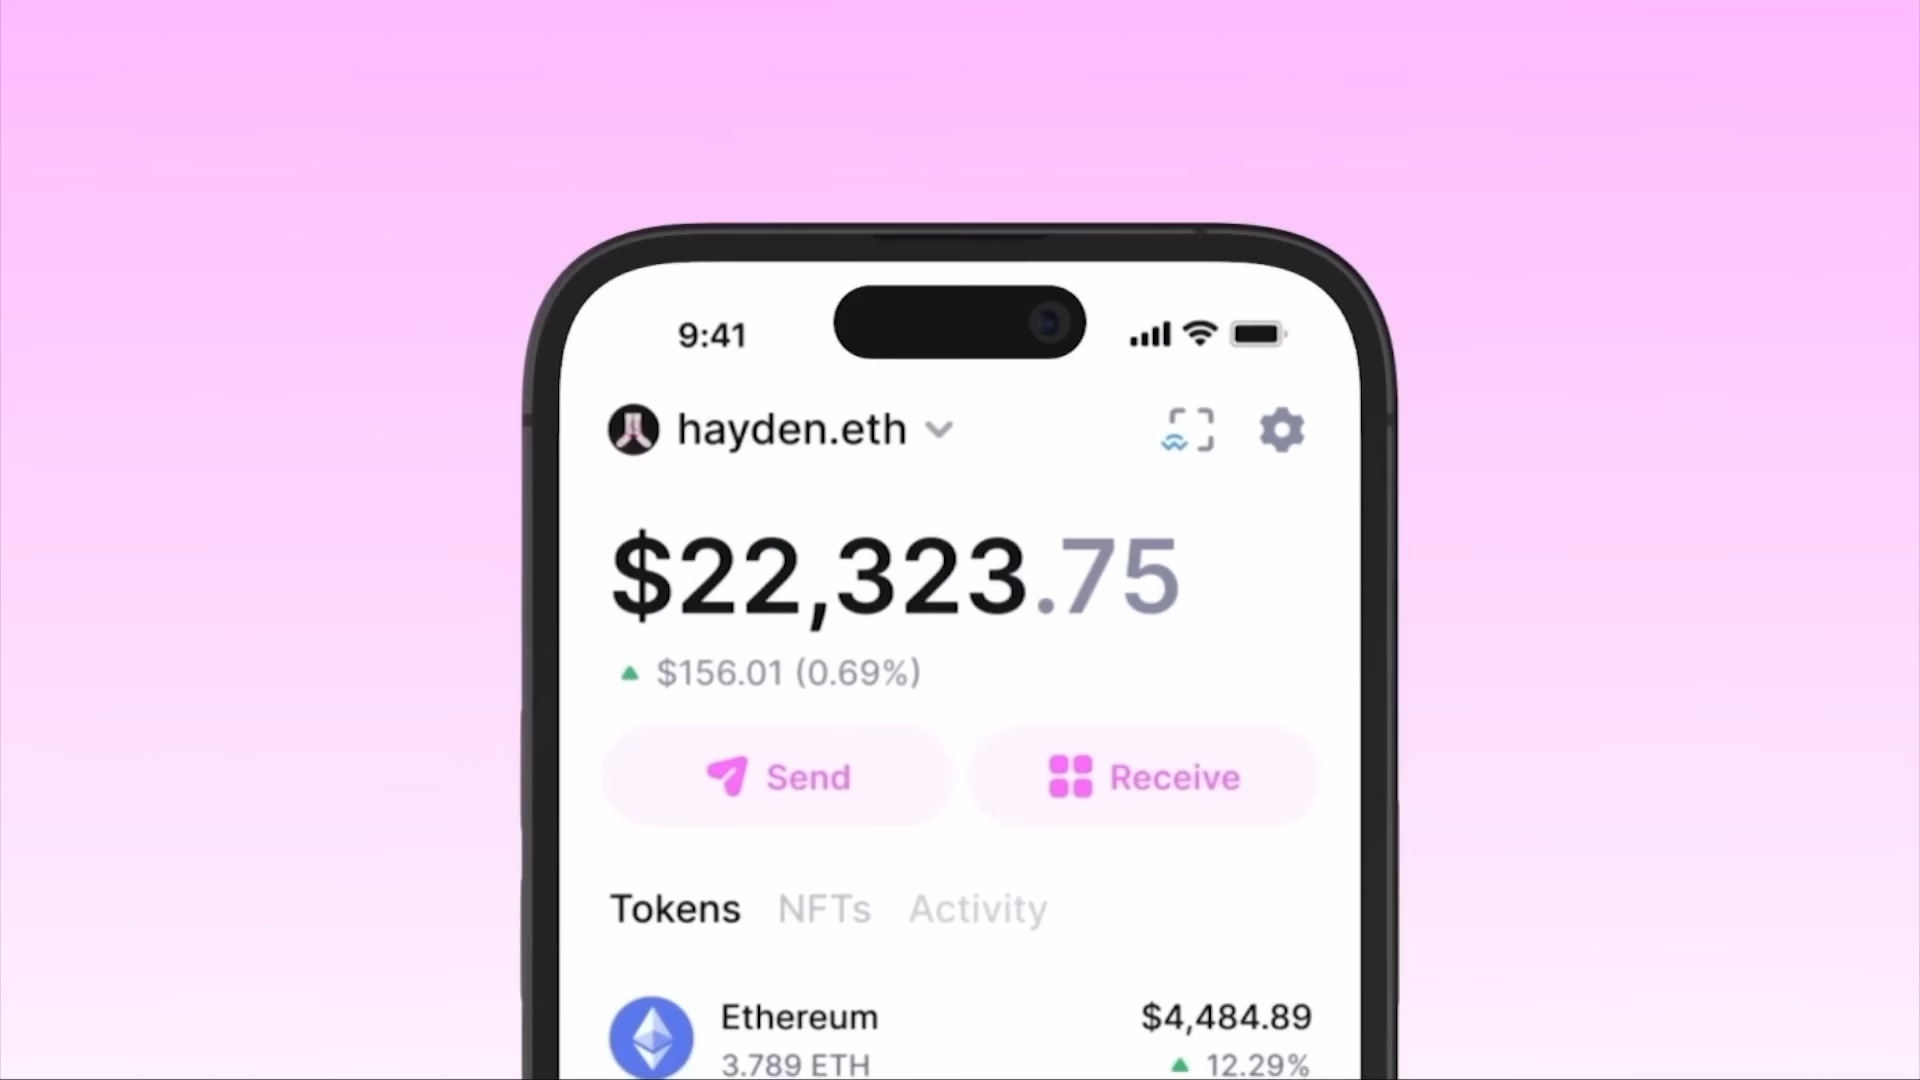 9:41
hayden.eth
$22,323.75
$156.01 (0.69%)
Send
Receive
Tokens NFTs Activity
Ethereum $4,484.89
3.789 ETH 12.29%